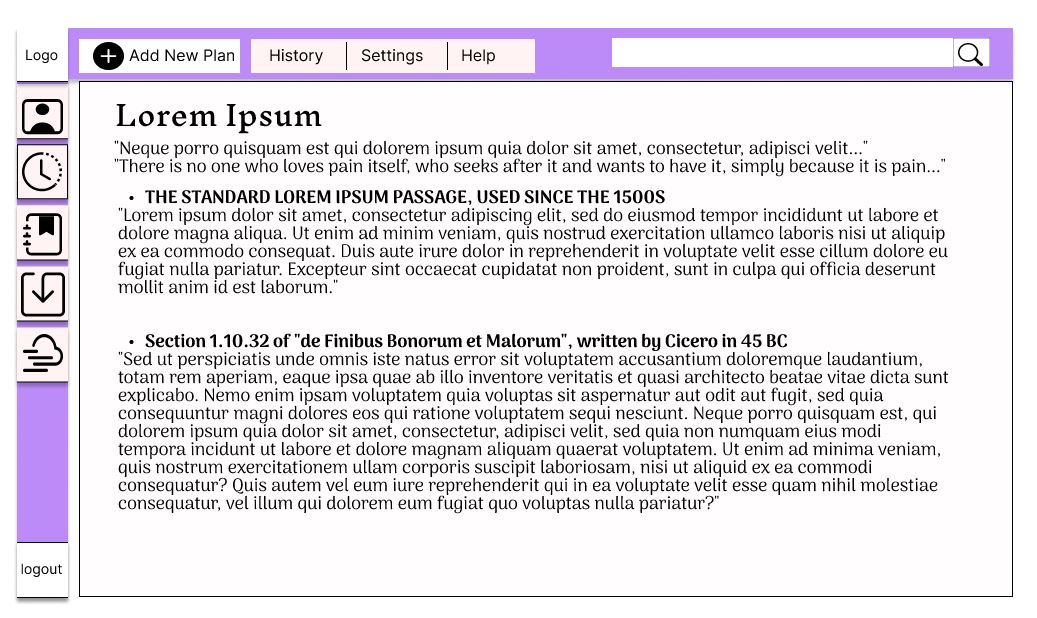 Logo
Add New Plan
History
Settings
Help
Lorem Ipsum
"Neque porro quisquam est qui dolorem ipsum quia dolor sit amet, consectetur, adipisci velit..."
"There is no one who loves pain itself, who seeks after it and wants to have it, simply because it is pain..."
• THE STANDARD LOREM IPSUM PASSAGE, USED SINCE THE 1500S
"Lorem ipsum dolor sit amet, consectetur adipiscing elit, sed do eiusmod tempor incididunt ut labore et
dolore magna aliqua. Ut enim ad minim veniam, quis nostrud exercitation ullamco laboris nisi ut aliquip
ex ea commodo consequat. Duis aute irure dolor in reprehenderit in voluptate velit esse cillum dolore eu
fugiat nulla pariatur. Excepteur sint occaecat cupidatat non proident, sunt in culpa qui officia deserunt
mollit anim id est laborum."
• Section 1.10.32 of "de Finibus Bonorum et Malorum", written by Cicero in 45 BC
"Sed ut perspiciatis unde omnis iste natus error sit voluptatem accusantium doloremque laudantium,
totam rem aperiam, eaque ipsa quae ab illo inventore veritatis et quasi architecto beatae vitae dicta sunt
explicabo. Nemo enim ipsam voluptatem quia voluptas sit aspernatur aut odit aut fugit, sed quia
consequuntur magni dolores eos qui ratione voluptatem sequi nesciunt. Neque porro quisquam est, qui
dolorem ipsum quia dolor sit amet, consectetur, adipisci velit, sed quia non numquam eius modi
tempora incidunt ut labore et dolore magnam aliquam quaerat voluptatem. Ut enim ad minima veniam,
quis nostrum exercitationem ullam corporis suscipit laboriosam, nisi ut aliquid ex ea commodi
consequatur? Quis autem vel eum iure reprehenderit qui in ea voluptate velit esse quam nihil molestiae
consequatur, vel illum qui dolorem eum fugiat quo voluptas nulla pariatur?"
logout